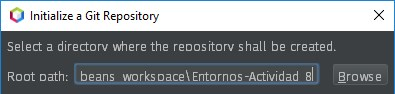 Initialize a Git Repository
Select a directory where the repository shall be created.
Root path: beans_workspace\Entornos-Actividad_8 Browse